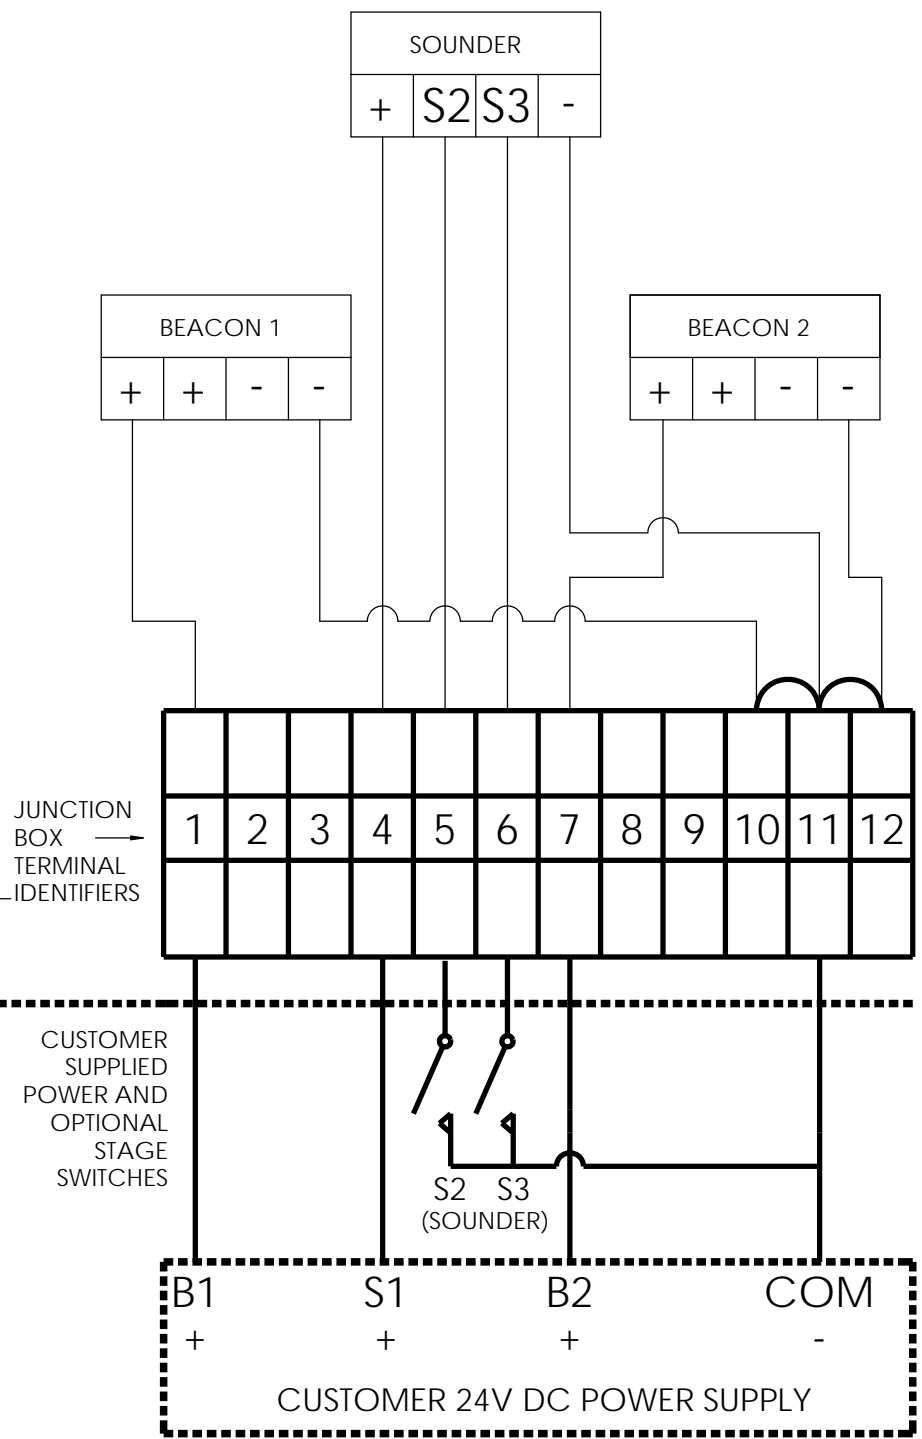 SOUNDER
+ S2 S3 -
BEACON 1
+ + - -
BEACON 2
+ + - -
JUNCTION
BOX
TERMINAL
IDENTIFIERS
1 2 3 4 5 6 7 8 9 10 11 12
CUSTOMER
SUPPLIED
POWER AND
OPTIONAL
STAGE
SWITCHES
S2 S3
(SOUNDER)
B1 S1 B2 COM
+ + + -
CUSTOMER 24V DC POWER SUPPLY